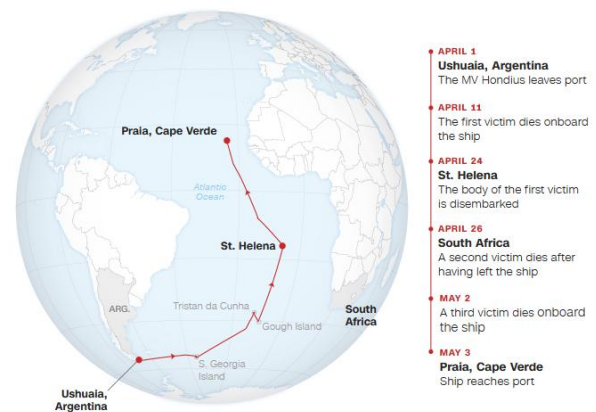 Praia, Cape Verde
Atlantic
Ocean
St. Helena
ARG.
Tristan da Cunha
Gough Island
South
Africa
S. Georgia
Island
Ushuaia,
Argentina
APRIL 1
Ushuaia, Argentina
The MV Hondius leaves port
APRIL 11
The first victim dies onboard
the ship
APRIL 24
St. Helena
The body of the first victim
is disembarked
APRIL 26
South Africa
A second victim dies after
having left the ship
MAY 2
A third victim dies onboard
the ship
MAY 3
Praia, Cape Verde
Ship reaches port